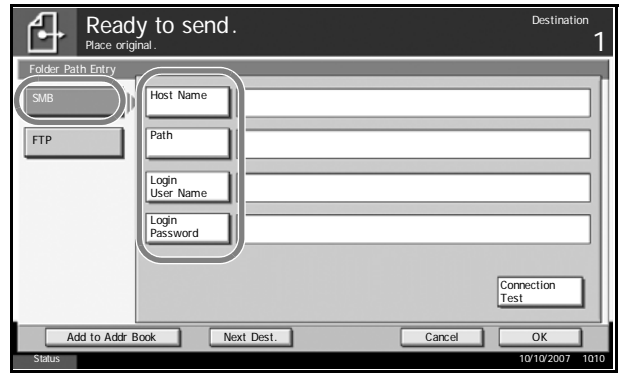 Ready to send.
Destination
Place original.
1
Folder Path Entry
SMB
Host Name
FTP
Path
Login
User Name
Login
Password
Connection
Test
Add to Addr Book
Next Dest.
Cancel
OK
Status
10/10/2007 1010